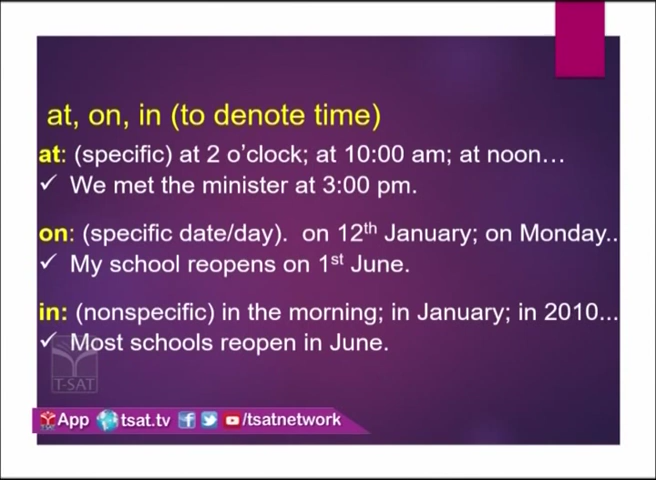 at, on, in (to denote time)
at: (specific) at 2 o'clock; at 10:00 am; at noon…
✓ We met the minister at 3:00 pm.
on: (specific date/day). on 12th January; on Monday..
✓ My school reopens on 1st June.
in: (nonspecific) in the morning; in January; in 2010...
✓ Most schools reopen in June.
T-SAT
App tsat.tv /tsatnetwork